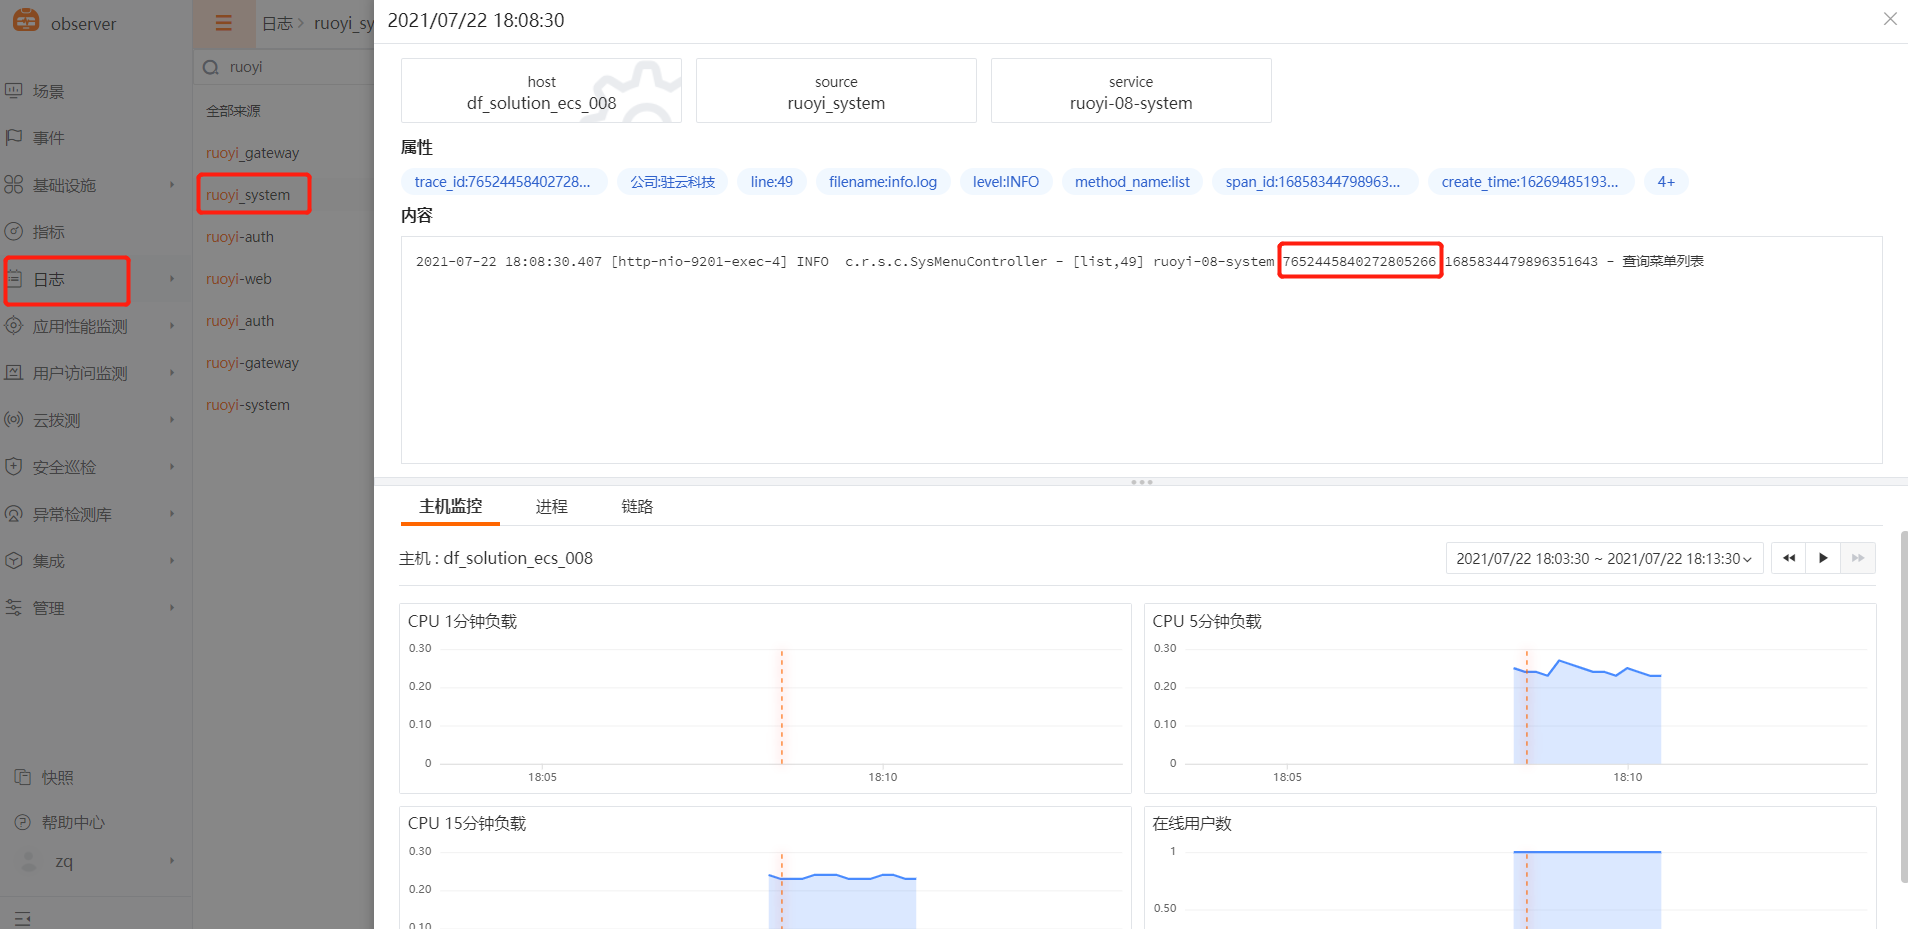 observer
场景
事件
基础设施
指标
日志
应用性能监测
用户访问监测
云拨测
安全巡检
异常检测库
集成
管理
快照
帮助中心
zq
日志 > ruoyi_sy
ruoyi
全部来源
ruoyi_gateway
ruoyi_system
ruoyi-auth
ruoyi-web
ruoyi_auth
ruoyi-gateway
ruoyi-system
2021/07/22 18:08:30
host
df_solution_ecs_008
source
ruoyi_system
service
ruoyi-08-system
属性
trace_id:76524458402728... 公司:驻云科技 line:49 filename:info.log level:INFO method_name:list span_id:16858344798963... create_time:16269485193... 4+
内容
2021-07-22 18:08:30.407 [http-nio-9201-exec-4] INFO  c.r.s.c.SysMenuController - [list,49] ruoyi-08-system 7652445840272805266 1685834479896351643 - 查询菜单列表
主机监控 进程 链路
主机 : df_solution_ecs_008
2021/07/22 18:03:30 ~ 2021/07/22 18:13:30
CPU 1分钟负载
0.30
0.20
0.10
0
18:05 18:10
CPU 5分钟负载
0.30
0.20
0.10
0
18:05 18:10
CPU 15分钟负载
0.30
0.20
0.10
在线用户数
1
0.50